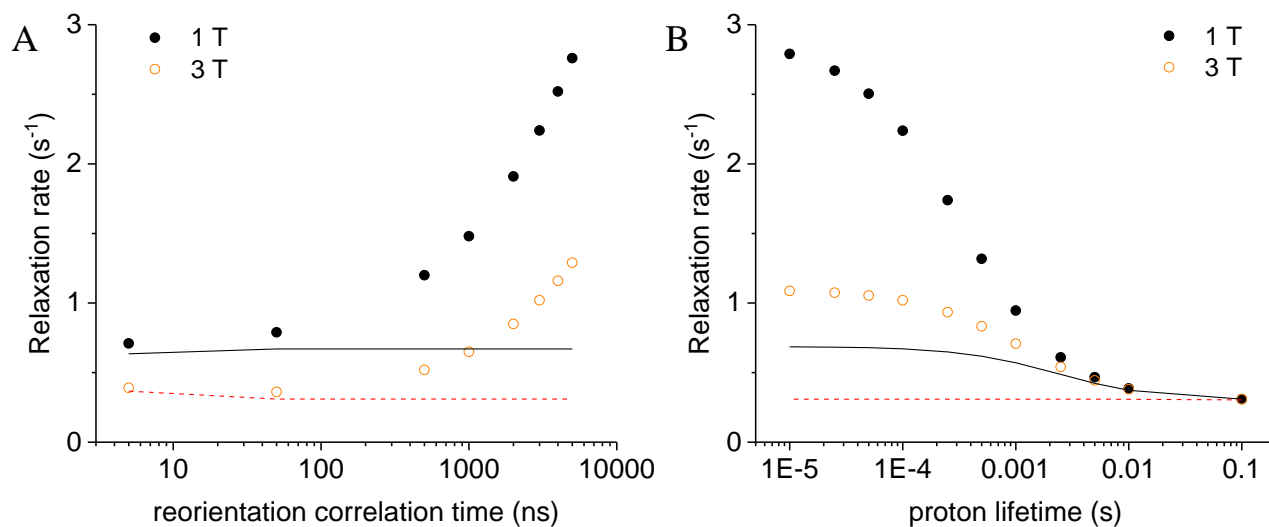 A
1 T
3 T
Relaxation rate (s⁻¹)
3
2
1
0
10
100
1000
10000
reorientation correlation time (ns)
B
1 T
3 T
Relaxation rate (s⁻¹)
3
2
1
0
1E-5
1E-4
0.001
0.01
0.1
proton lifetime (s)